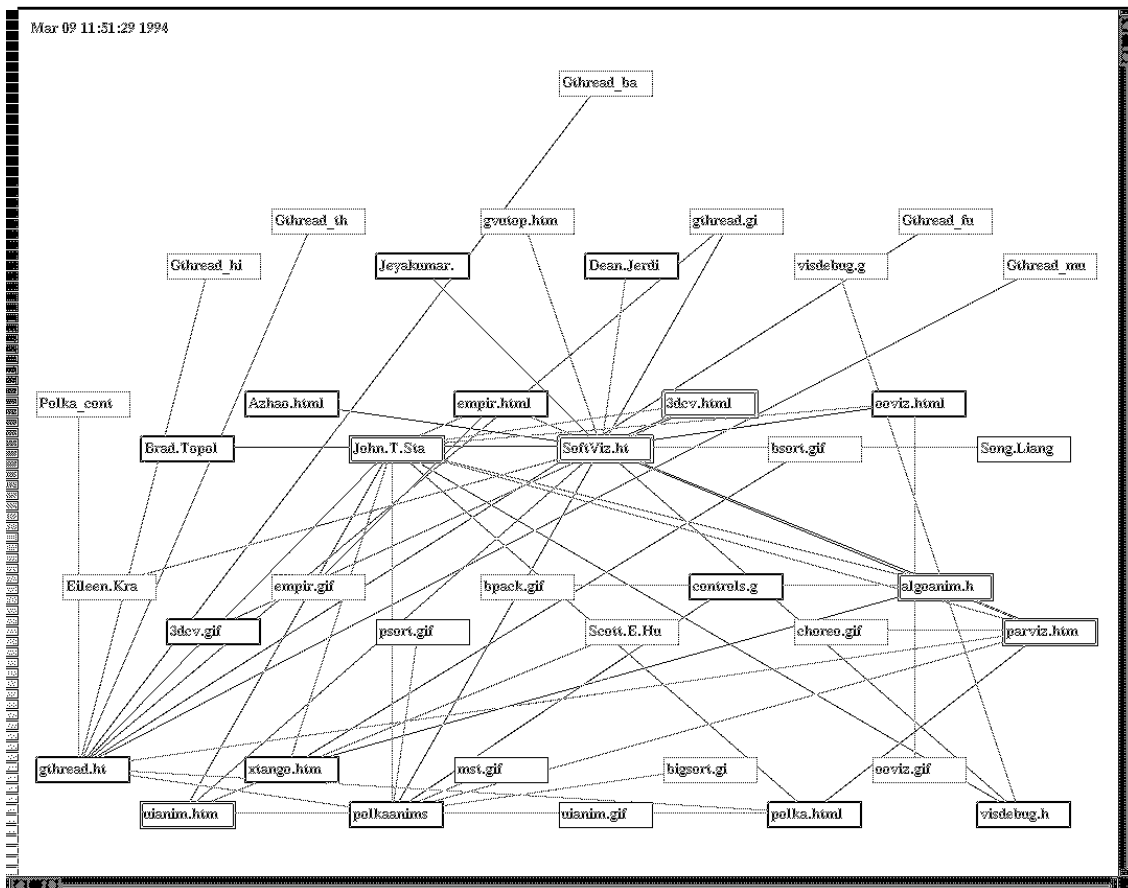 Mar 09 11:51:29 1994
Gthread_ba
Gthread_th
gvutop.htm
gthread.gi
Gthread_fu
Gthread_hi
Jeyakumar.
Dean.Jerdi
visdebug.g
Gthread_mu
Polka_cont
Azhao.html
empir.html
3dcv.html
ooviz.html
Brad.Topol
John.T.Sta
SoftViz.ht
bsort.gif
Song.Liang
Eileen.Kra
empir.gif
bpack.gif
controls.g
algoanim.h
3dcv.gif
psort.gif
Scott.E.Hu
choreo.gif
parviz.htm
gthread.ht
xtango.htm
mst.gif
bigsort.gi
ooviz.gif
uianim.htm
polkaanims
uianim.gif
polka.html
visdebug.h